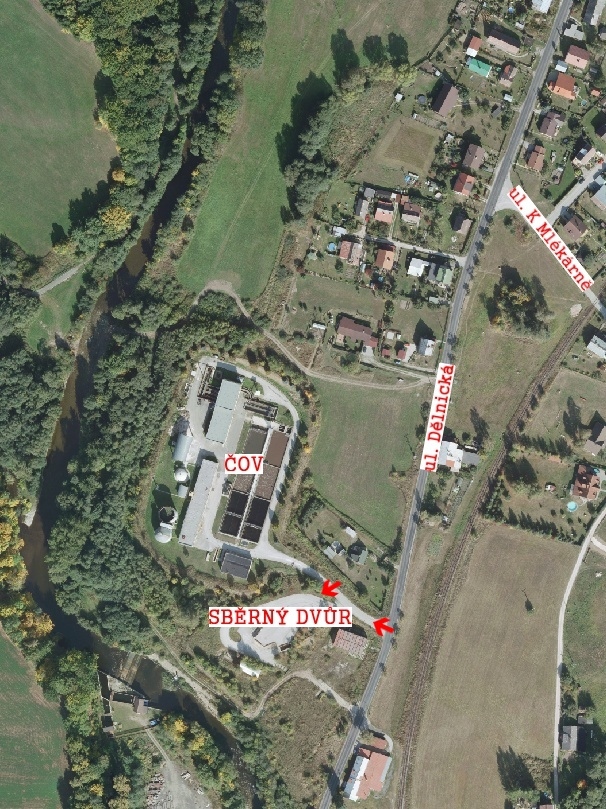 ul. K Mlékárně
ul. Dělnická
ČOV
SBĚRNÝ DVŮR